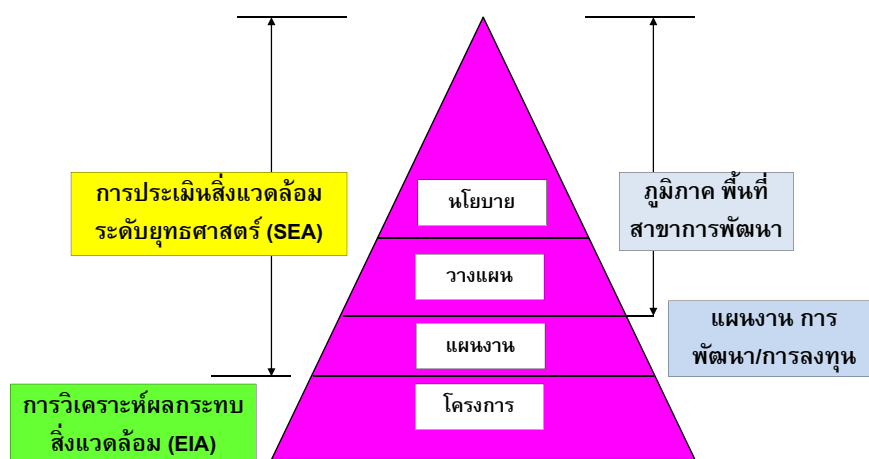 การประเมินสิ่งแวดล้อม
ระดับยุทธศาสตร์ (SEA)
นโยบาย
ภูมิภาค พื้นที่
สาขาการพัฒนา
วางแผน
แผนงาน
แผนงาน การ
พัฒนา/การลงทุน
การวิเคราะห์ผลกระทบ
สิ่งแวดล้อม (EIA)
โครงการ